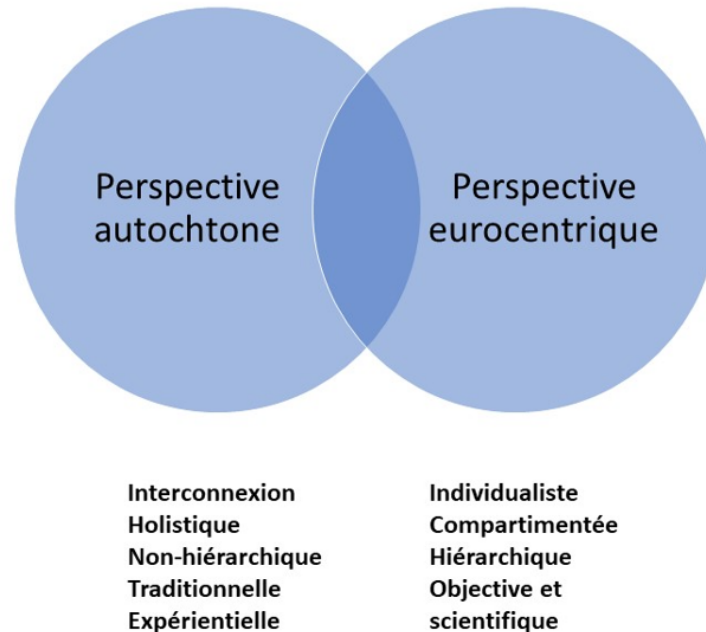 Perspective
autochtone
Perspective
eurocentrique
Interconnexion
Holistique
Non-hiérarchique
Traditionnelle
Expérientielle
Individualiste
Compartimentée
Hiérarchique
Objective et
scientifique